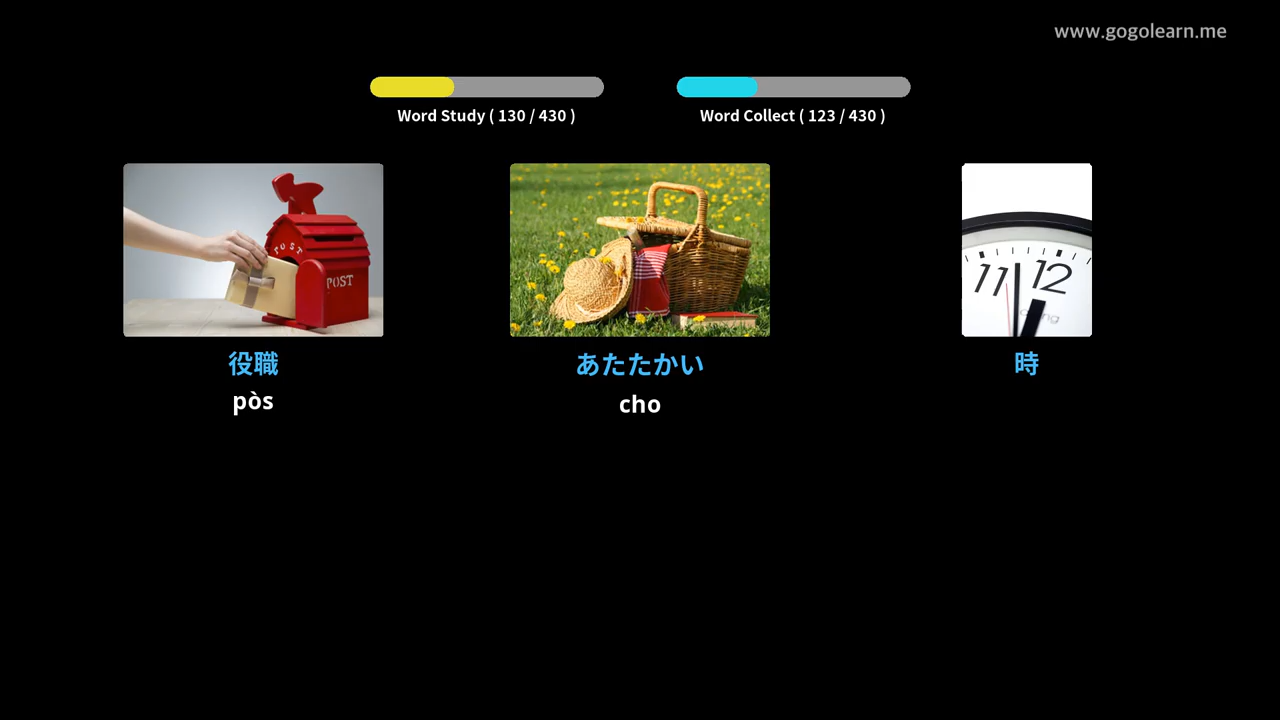 www.gogolearn.me
Word Study ( 130 / 430 )
Word Collect ( 123 / 430 )
POST
POST
11
12
役職
あたたかい
時
pòs
cho